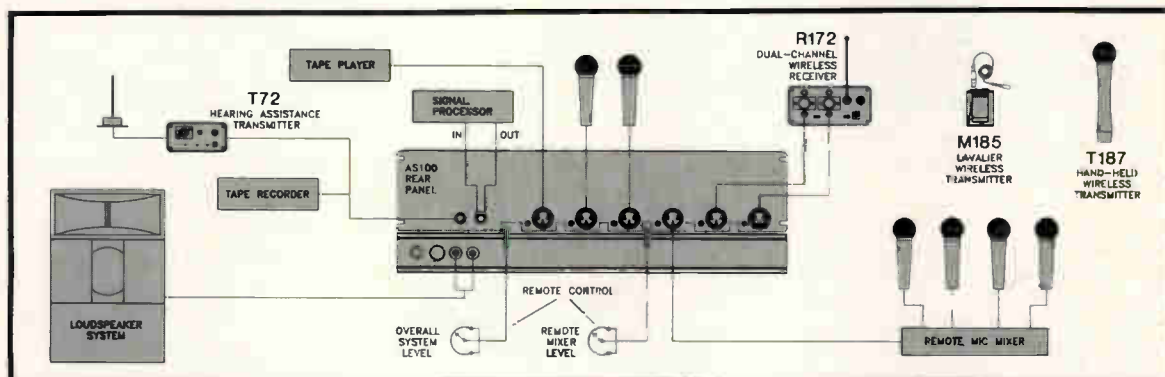 TAPE PLAYER
R172
DUAL-CHANNEL
WIRELESS
RECEIVER
T72
HEARING ASSISTANCE
TRANSMITTER
SIGNAL
PROCESSOR
IN
OUT
M185
LAVALIER
WIRELESS
TRANSMITTER
T187
HAND-HELD
WIRELESS
TRANSMITTER
AS100
REAR
PANEL
TAPE RECORDER
LOUDSPEAKER
SYSTEM
REMOTE CONTROL
OVERALL
SYSTEM
LEVEL
REMOTE
MIXER
LEVEL
REMOTE MIC MIXER